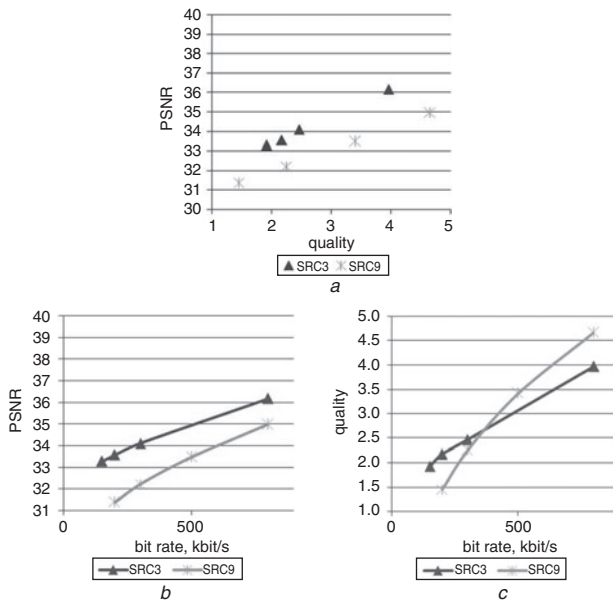 40
39
38
37
36
35
34
33
32
31
30
PSNR
1 2 3 4 5
quality
SRC3 SRC9
a
40
39
38
37
36
35
34
33
32
31
PSNR
0 500
bit rate, kbit/s
SRC3 SRC9
b
5.0
4.5
4.0
3.5
3.0
2.5
2.0
1.5
1.0
quality
0 500
bit rate, kbit/s
SRC3 SRC9
c